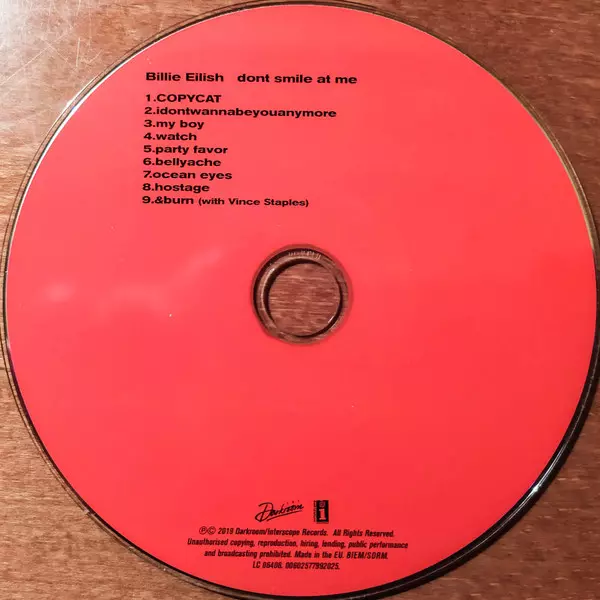 Billie Eilish dont smile at me
1.COPYCAT
2.idontwannabeyouanymore
3.my boy
4.watch
5.party favor
6.bellyache
7.ocean eyes
8.hostage
9.&burn (with Vince Staples)
Darkroom
℗© 2019 Darkroom/Interscope Records. All Rights Reserved.
Unauthorised copying, reproduction, hiring, lending, public performance
and broadcasting prohibited. Made in the EU. BIEM/SDRM.
LC 86486. 00602577992025.